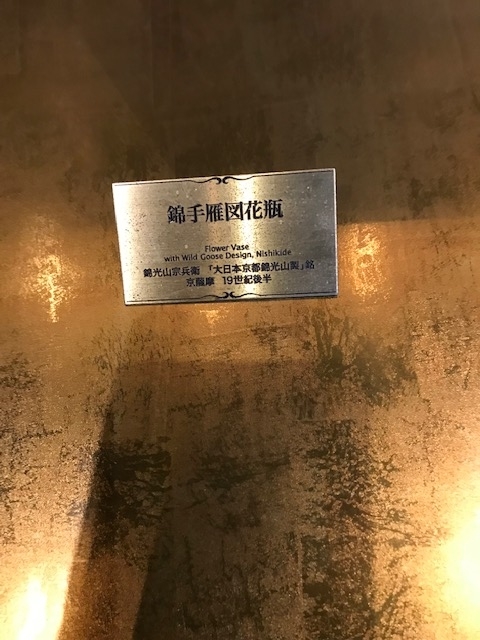 錦手雁図花瓶
Flower Vase
with Wild Goose Design, Nishikide
錦光山宗兵衛 「大日本京都錦光山製」銘
京薩摩 19世紀後半